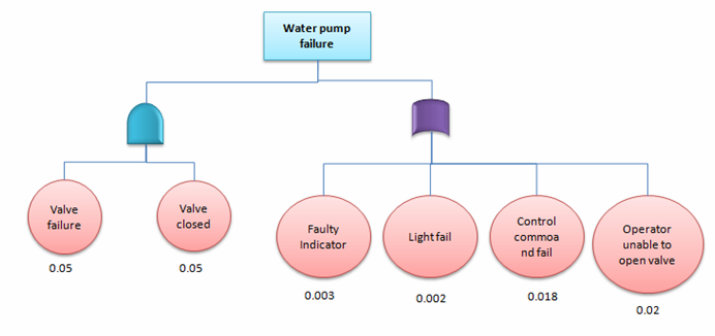 Water pump
failure
Valve
failure
Valve
closed
Faulty
Indicator
Light fail
Control
commoa
nd fail
Operator
unable to
open valve
0.05
0.05
0.003
0.002
0.018
0.02